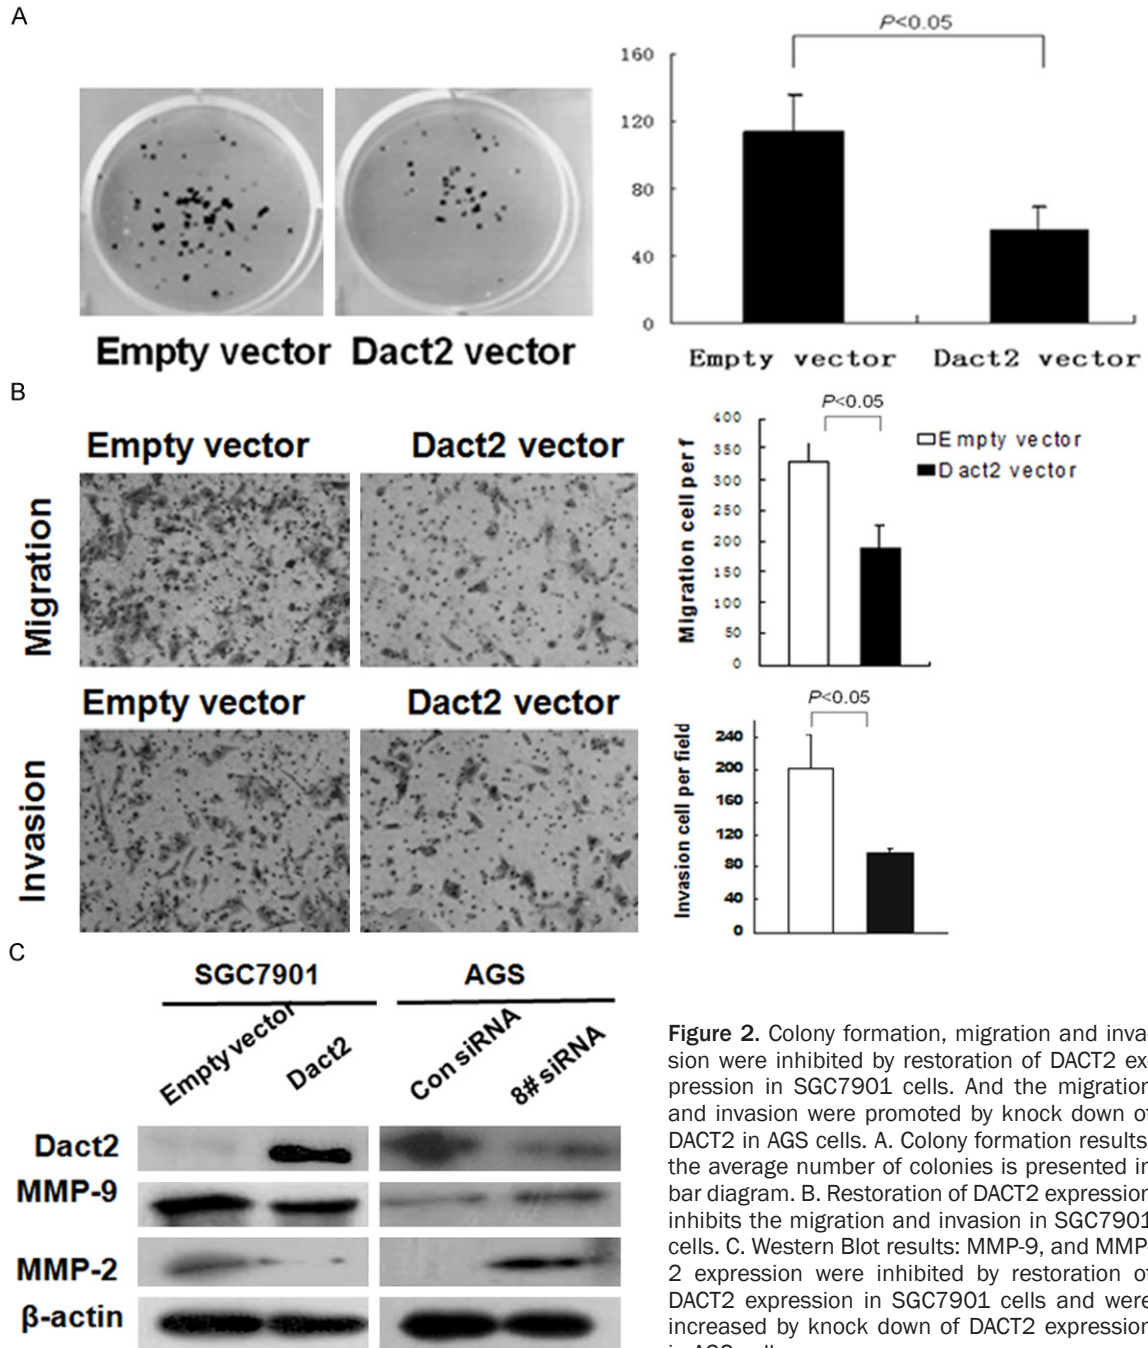 A
P<0.05
160
120
80
40
0
Empty vector Dact2 vector
Empty vector Dact2 vector
B
Empty vector Dact2 vector
Migration
P<0.05
400
350
300
250
200
150
100
50
0
Migration cell per f
Empty vector
Dact2 vector
Empty vector Dact2 vector
Invasion
P<0.05
240
200
160
120
80
40
0
Invasion cell per field
C
SGC7901 AGS
Empty vector Dact2 Con siRNA 8# siRNA
Dact2
MMP-9
MMP-2
β-actin
Figure 2. Colony formation, migration and inva
sion were inhibited by restoration of DACT2 ex
pression in SGC7901 cells. And the migration
and invasion were promoted by knock down of
DACT2 in AGS cells. A. Colony formation results
the average number of colonies is presented in
bar diagram. B. Restoration of DACT2 expression
inhibits the migration and invasion in SGC7901
cells. C. Western Blot results: MMP-9, and MMP
2 expression were inhibited by restoration of
DACT2 expression in SGC7901 cells and were
increased by knock down of DACT2 expression